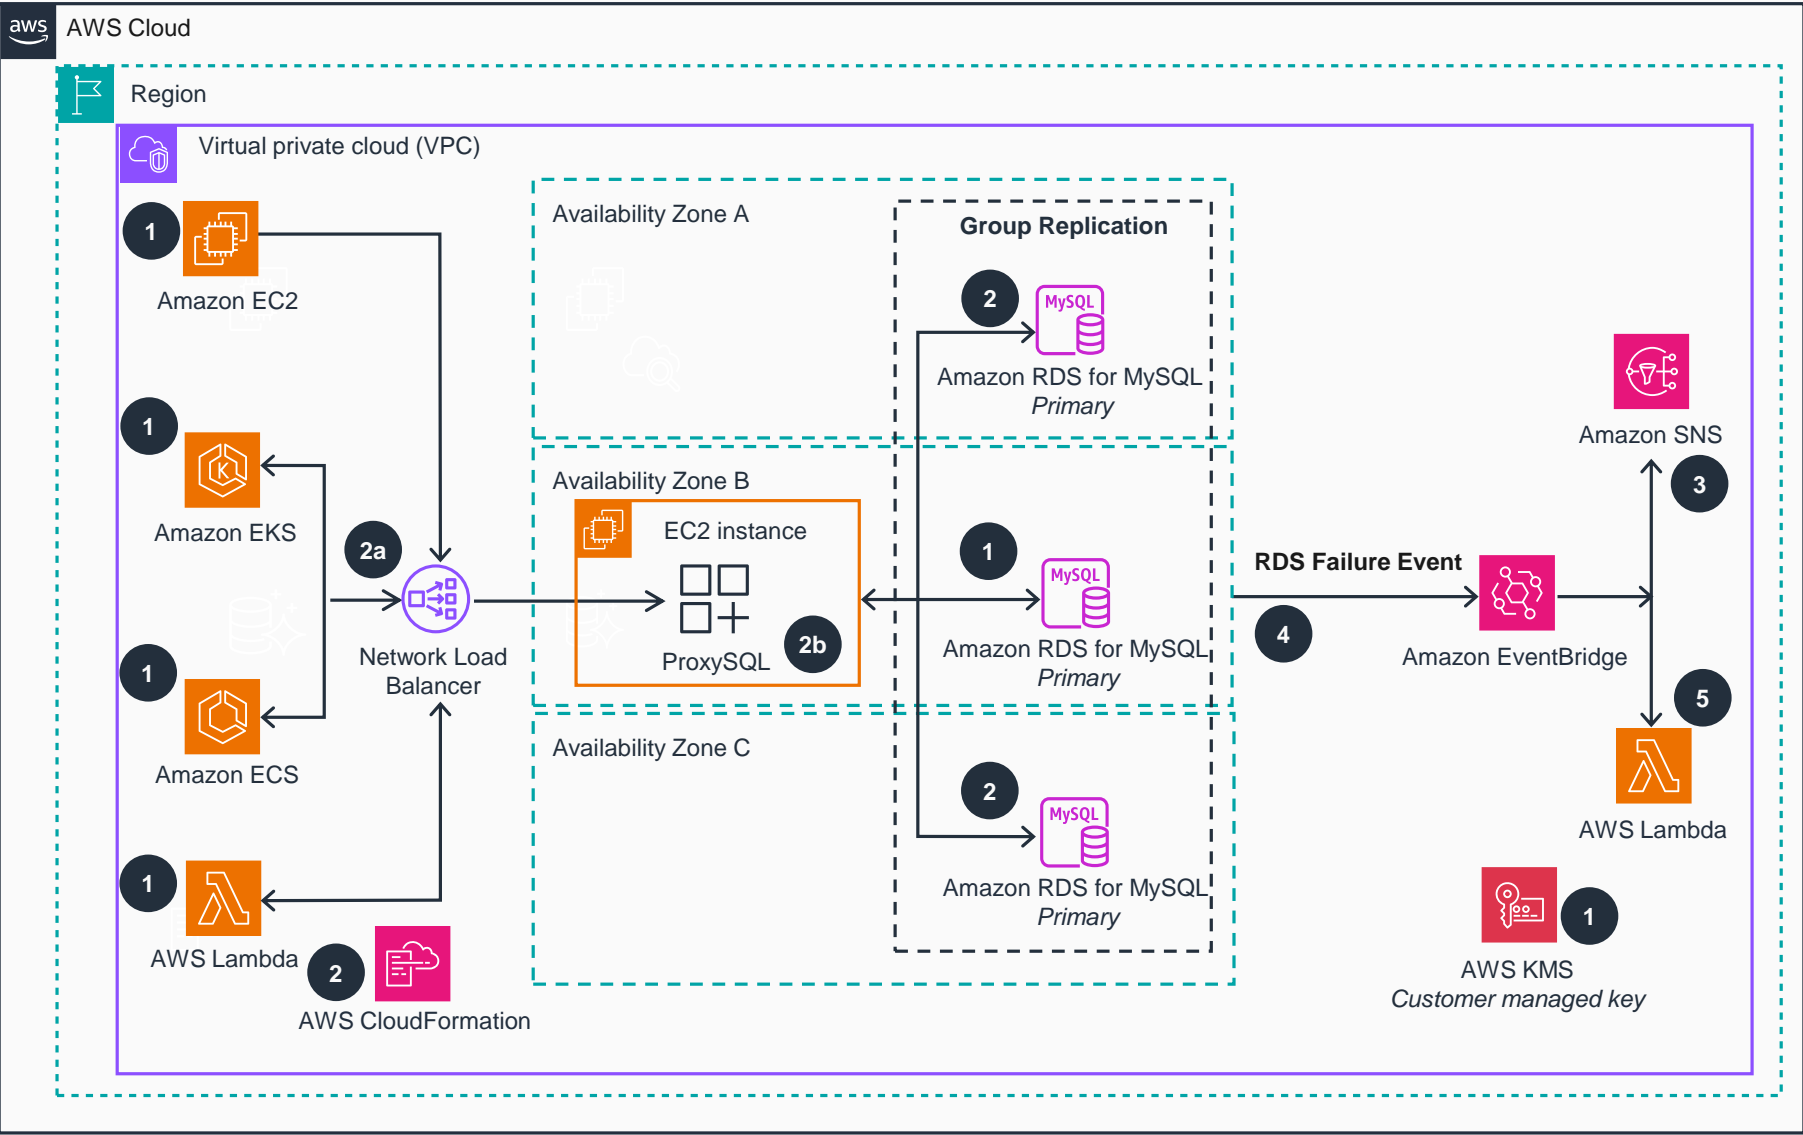 aws
AWS Cloud
Region
Virtual private cloud (VPC)
1
Amazon EC2
1
K
Amazon EKS
2a
1
Network Load
Balancer
Amazon ECS
1
AWS Lambda
2
AWS CloudFormation
Availability Zone A
Group Replication
2
MySQL
Amazon RDS for MySQL
Primary
Availability Zone B
EC2 instance
ProxySQL
2b
1
MySQL
Amazon RDS for MySQL
Primary
Availability Zone C
2
MySQL
Amazon RDS for MySQL
Primary
RDS Failure Event
4
Amazon EventBridge
Amazon SNS
3
5
AWS Lambda
1
AWS KMS
Customer managed key